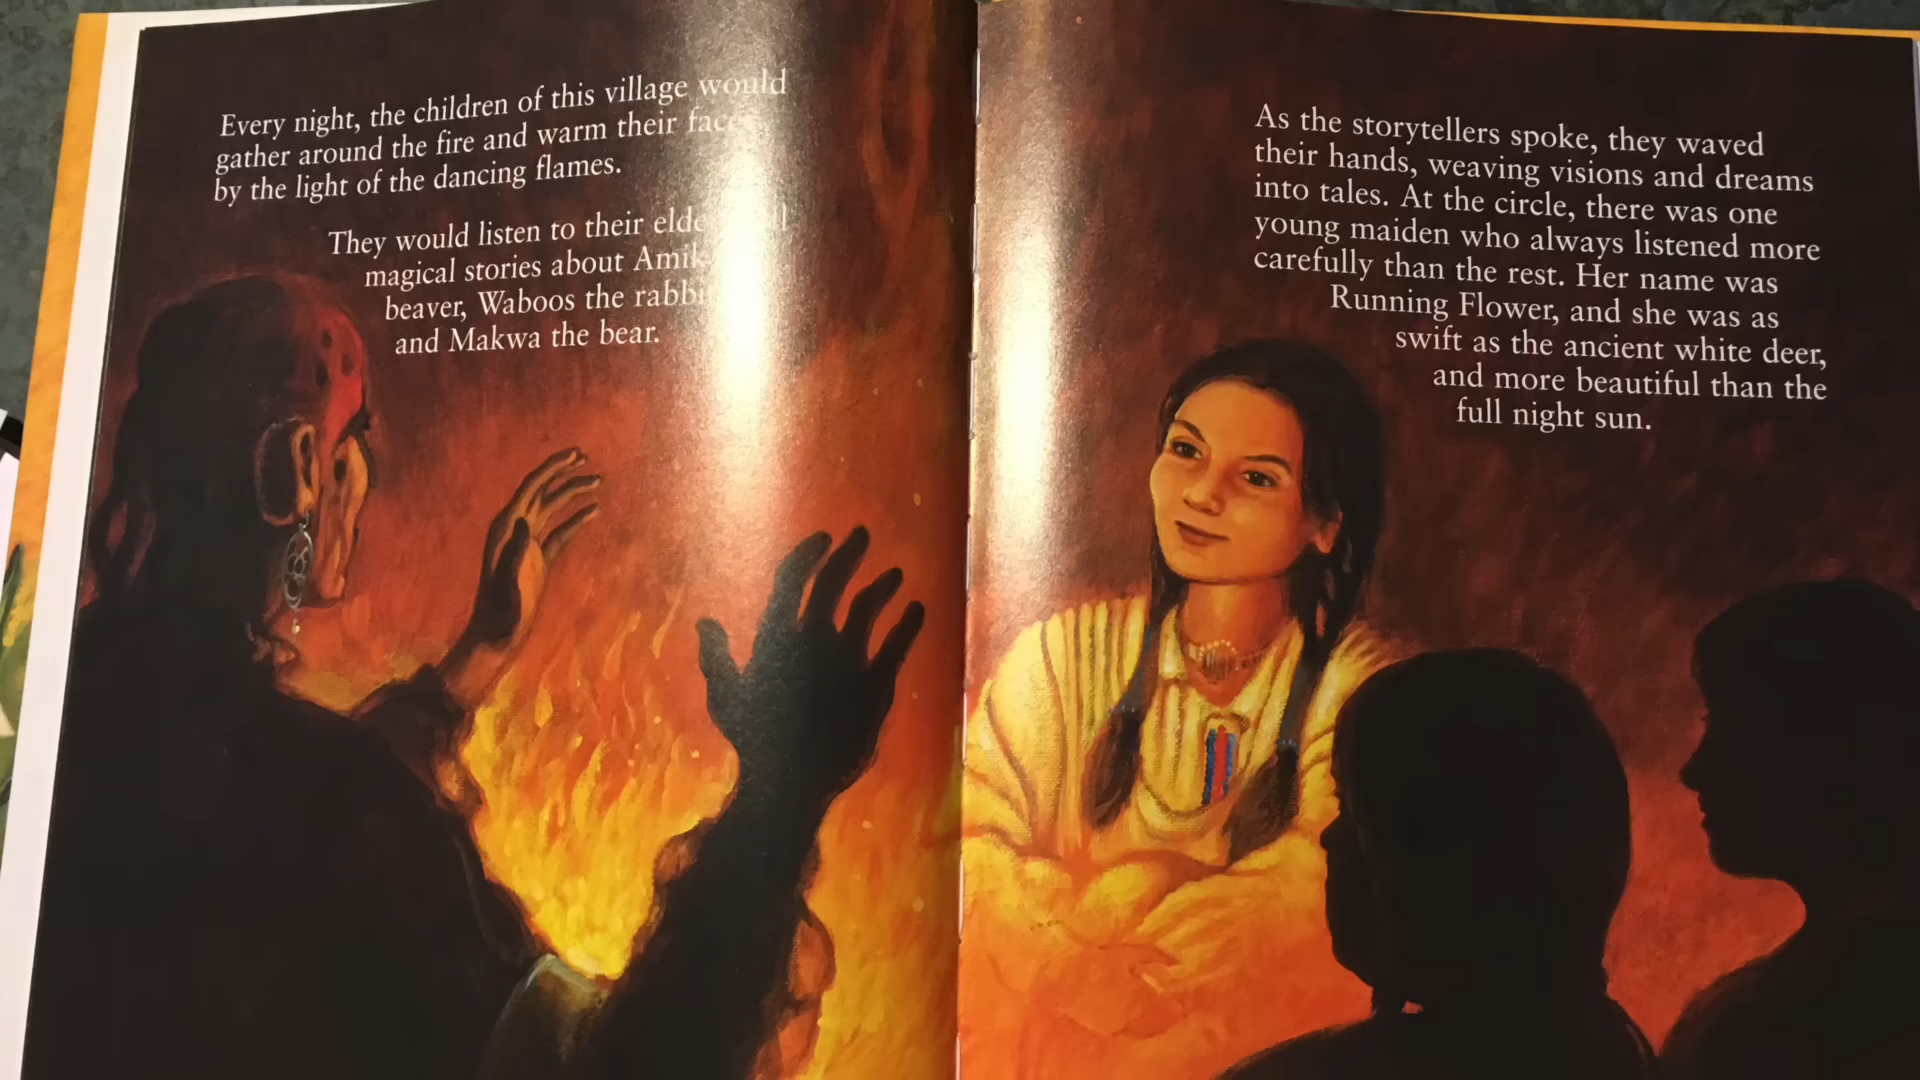 Every night, the children of this village would
gather around the fire and warm their faces
by the light of the dancing flames.
They would listen to their
magical stories about Amik
beaver, Waboos the rabbit
and Makwa the bear.
As the storytellers spoke, they waved
their hands, weaving visions and dreams
into tales. At the circle, there was one
young maiden who always listened more
carefully than the rest. Her name was
Running Flower, and she was as
swift as the ancient white deer,
and more beautiful than the
full night sun.